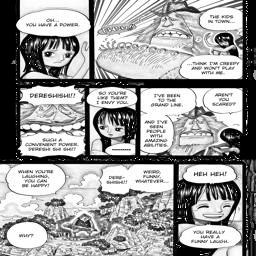 OH...
YOU HAVE A POWER.
THE KIDS
IN TOWN...
...THINK I'M CREEPY
AND WON'T PLAY
WITH ME.
DERESHISHI!!
SUCH A
CONVENIENT POWER.
DERESHI SHI SHI!!
SO YOU'RE
LIKE THEM?
I ENVY YOU.
I'VE BEEN
TO THE
GRAND LINE.
AND I'VE
SEEN
PEOPLE WITH
AMAZING
ABILITIES.
AREN'T
YOU
SCARED?
WHEN YOU'RE
LAUGHING,
YOU CAN
BE HAPPY!
WHY?
DERE-
SHISHI!!
WEIRD,
FUNNY,
WHATEVER...
HEH HEH!
YOU REALLY
HAVE A
FUNNY LAUGH.